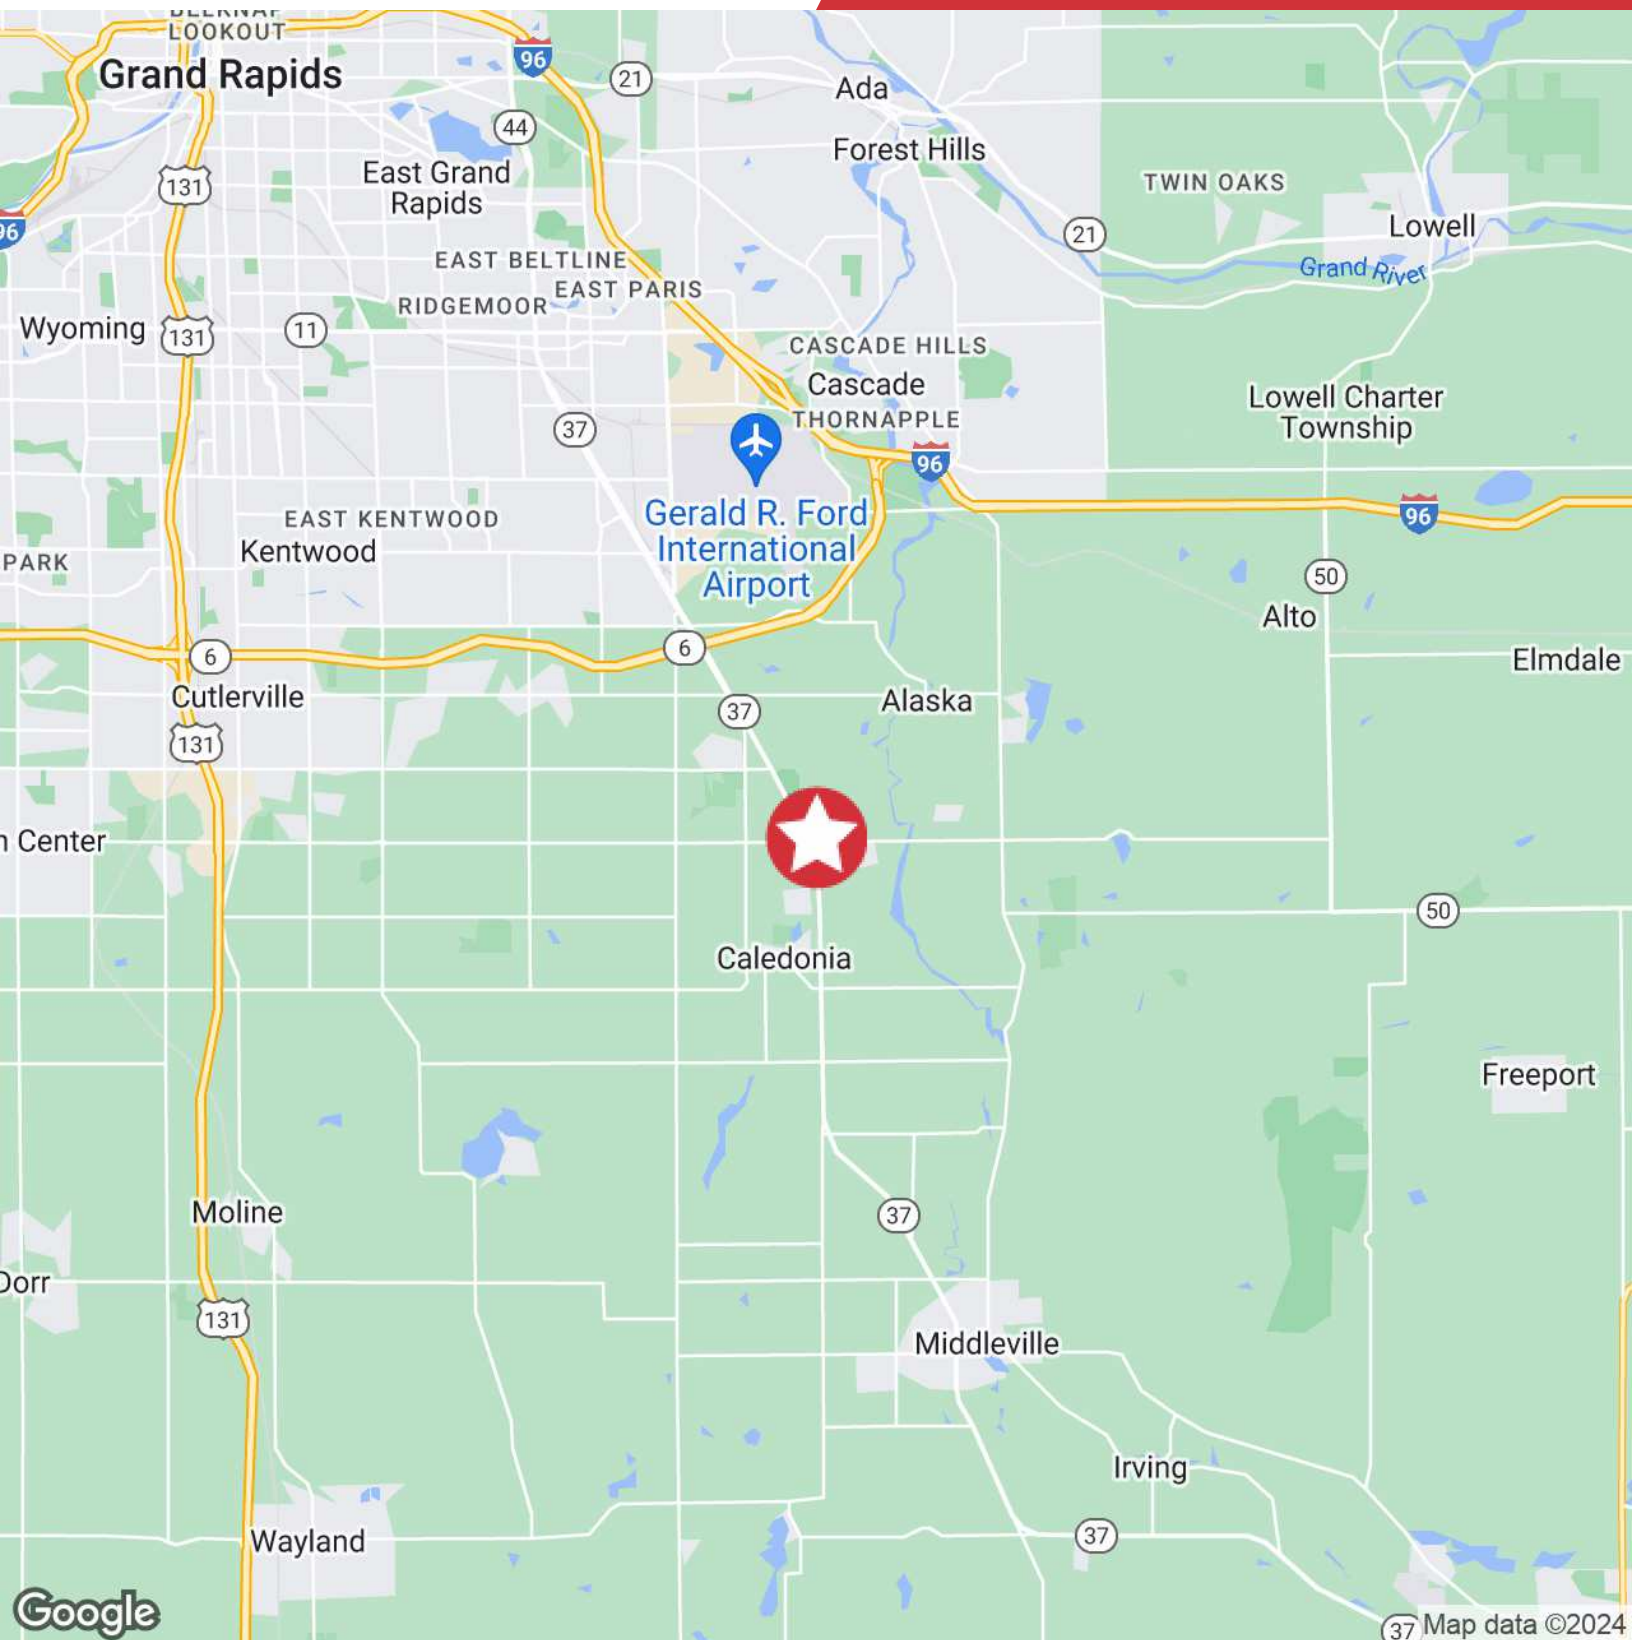 BELKNAP
LOOKOUT
Grand Rapids
96
21
Ada
44
Forest Hills
East Grand
Rapids
131
TWIN OAKS
Lowell
96
21
EAST BELTLINE
Grand River
EAST PARIS
RIDGEMOOR
Wyoming
131
11
CASCADE HILLS
Cascade
Lowell Charter
Township
THORNAPPLE
37
96
Gerald R. Ford
International
Airport
96
EAST KENTWOOD
Kentwood
PARK
50
Alto
6
6
Elmdale
Cutlerville
Alaska
37
131
n Center
50
Caledonia
Freeport
Moline
37
Dorr
131
Middleville
Irving
37
Wayland
Google
37
Map data ©2024